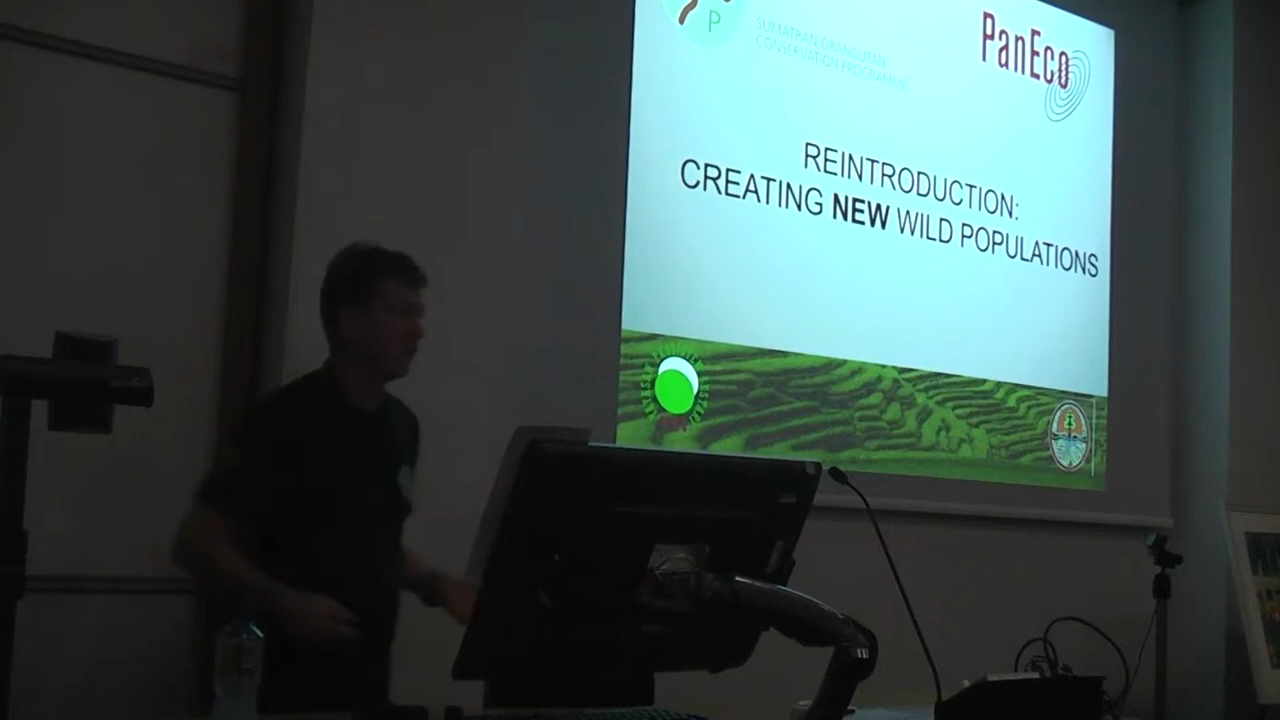 P
SUMATRAN ORANGUTAN
CONSERVATION PROGRAMME
PanEco
REINTRODUCTION:
CREATING NEW WILD POPULATIONS